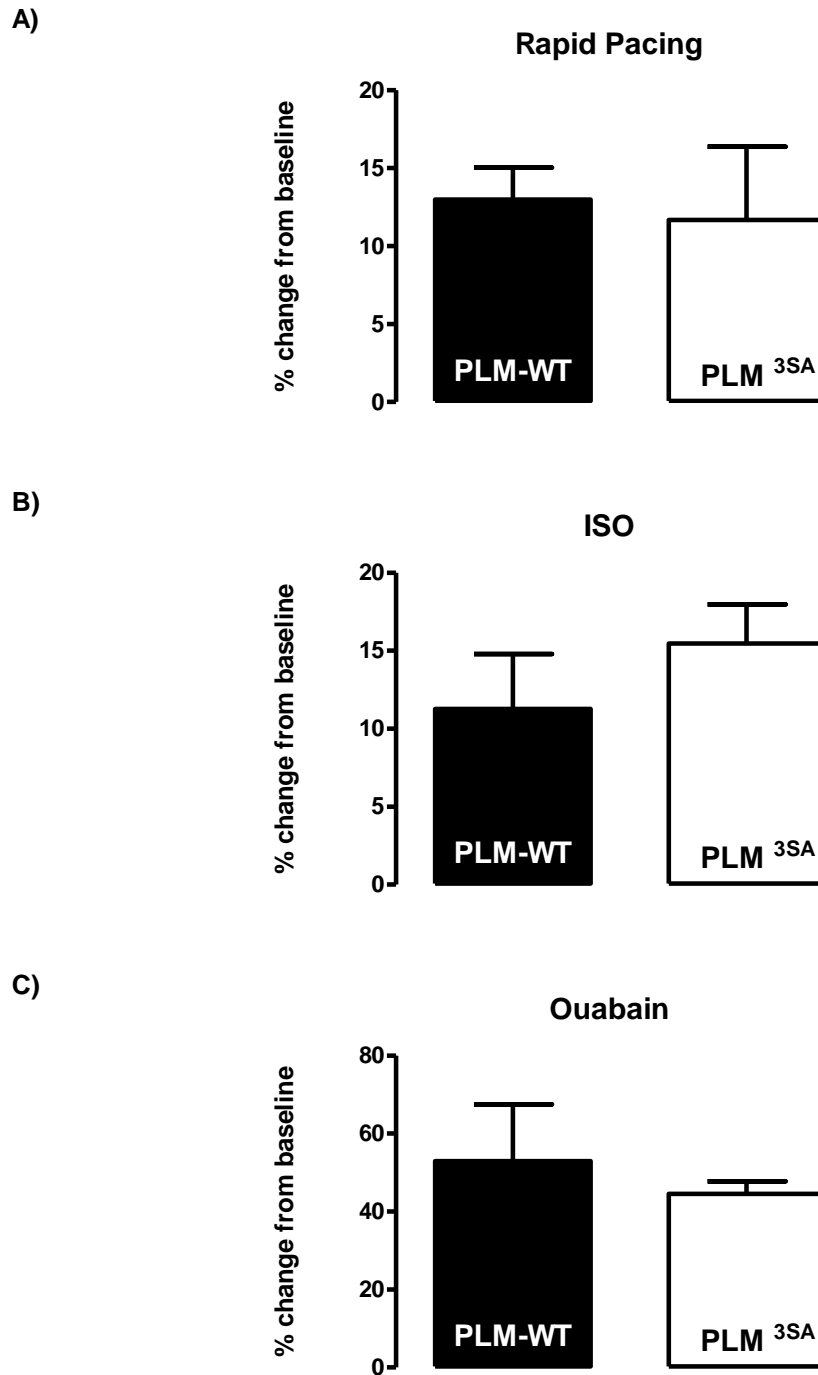 A)
Rapid Pacing
% change from baseline
20
15
10
5
0
PLM-WT
PLM 3SA
B)
ISO
% change from baseline
20
15
10
5
0
PLM-WT
PLM 3SA
C)
Ouabain
% change from baseline
80
60
40
20
0
PLM-WT
PLM 3SA